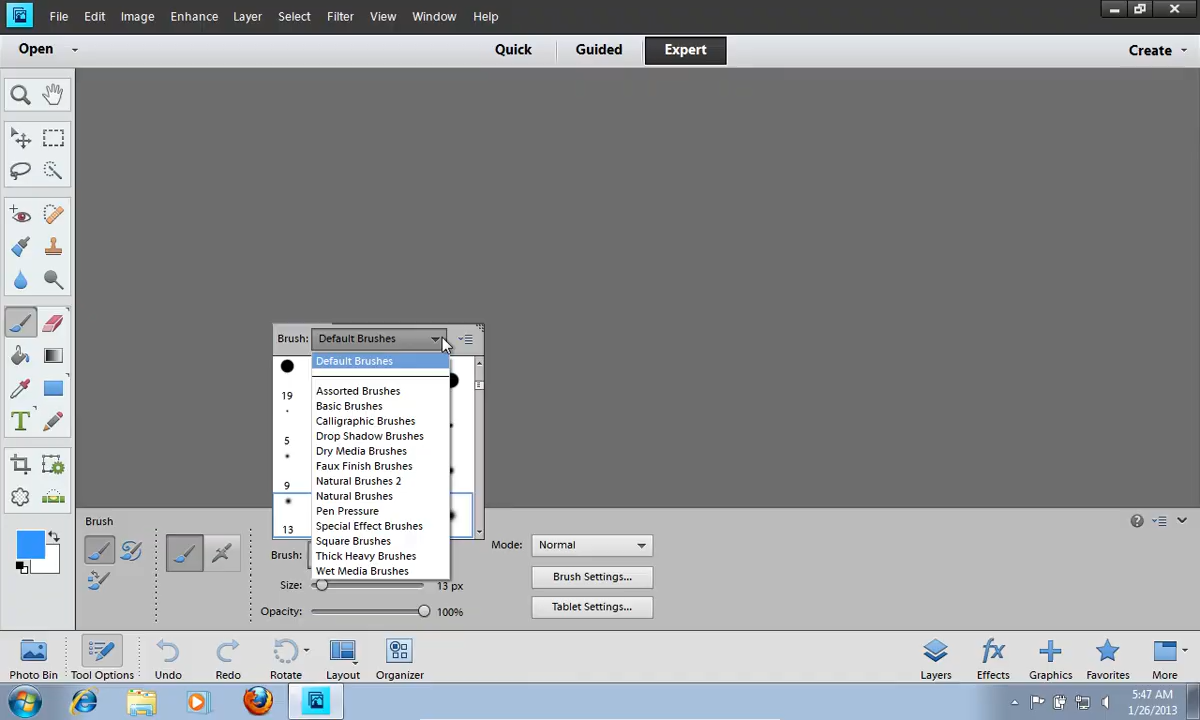 File Edit Image Enhance Layer Select Filter View Window Help
Open Quick Guided Expert Create
Brush: Default Brushes
Default Brushes
Assorted Brushes
Basic Brushes
Calligraphic Brushes
Drop Shadow Brushes
Dry Media Brushes
Faux Finish Brushes
Natural Brushes 2
Natural Brushes
Pen Pressure
Special Effect Brushes
Square Brushes
Thick Heavy Brushes
Wet Media Brushes
19
5
9
13
Brush
Brush:
Size: 13 px
Opacity: 100%
Mode: Normal
Brush Settings...
Tablet Settings...
Photo Bin Tool Options Undo Redo Rotate Layout Organizer Layers Effects Graphics Favorites More
5:47 AM
1/26/2013